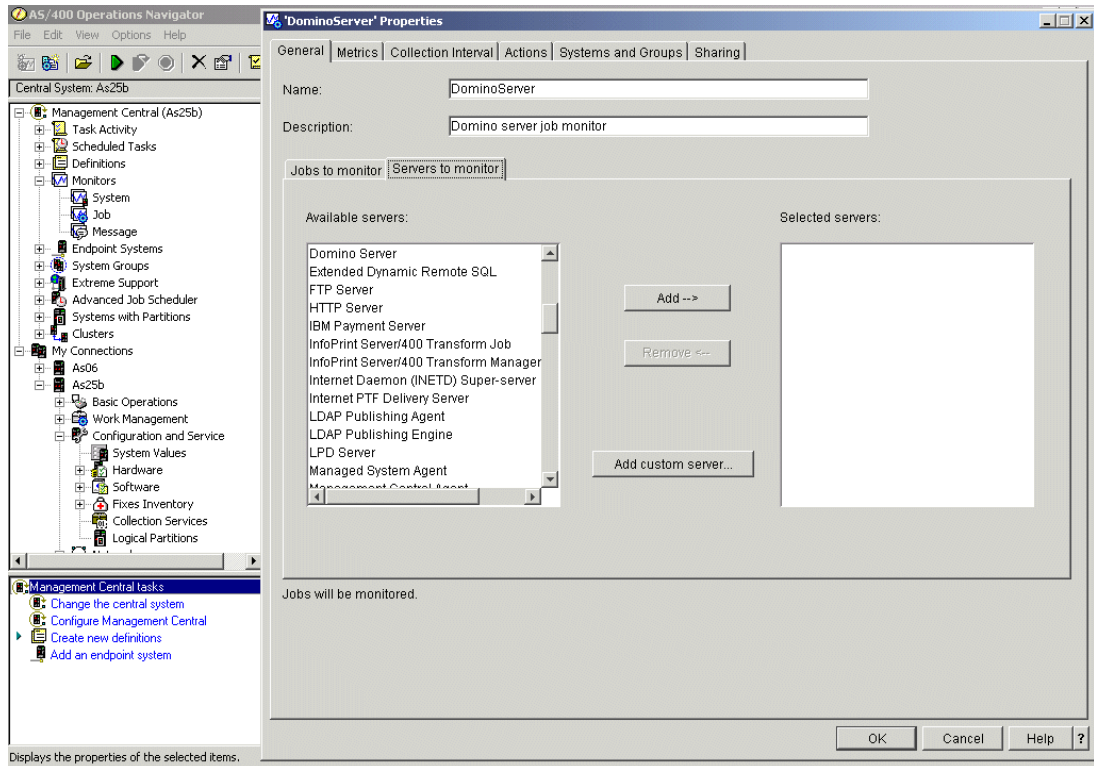 AS/400 Operations Navigator
File Edit View Options Help
Central System: As25b
Management Central (As25b)
Task Activity
Scheduled Tasks
Definitions
Monitors
System
Job
Message
Endpoint Systems
System Groups
Extreme Support
Advanced Job Scheduler
Systems with Partitions
Clusters
My Connections
As06
As25b
Basic Operations
Work Management
Configuration and Service
System Values
Hardware
Software
Fixes Inventory
Collection Services
Logical Partitions
Management Central tasks
Change the central system
Configure Management Central
Create new definitions
Add an endpoint system
Displays the properties of the selected items.
'DominoServer' Properties
General Metrics Collection Interval Actions Systems and Groups Sharing
Name: DominoServer
Description: Domino server job monitor
Jobs to monitor Servers to monitor
Available servers:
Domino Server
Extended Dynamic Remote SQL
FTP Server
HTTP Server
IBM Payment Server
InfoPrint Server/400 Transform Job
InfoPrint Server/400 Transform Manager
Internet Daemon (INETD) Super-server
Internet PTF Delivery Server
LDAP Publishing Agent
LDAP Publishing Engine
LPD Server
Managed System Agent
Management Central Agent
Add -->
Remove <--
Add custom server...
Selected servers:
Jobs will be monitored.
OK Cancel Help ?